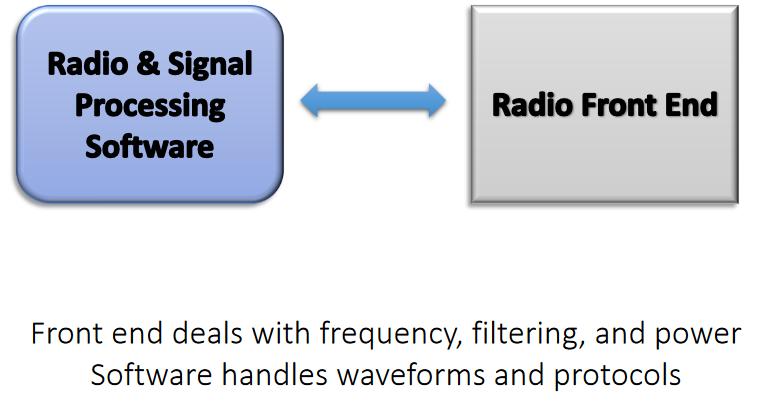 Radio & Signal
Processing
Software
Radio Front End
Front end deals with frequency, filtering, and power
Software handles waveforms and protocols